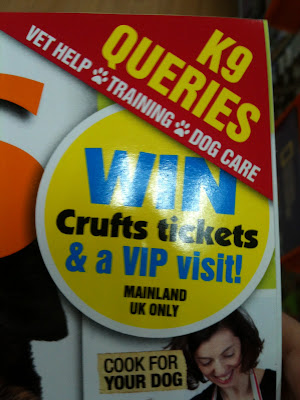 K9
QUERIES
VET HELP TRAINING DOG CARE
WIN
Crufts tickets
& a VIP visit!
MAINLAND
UK ONLY
COOK FOR
YOUR DOG